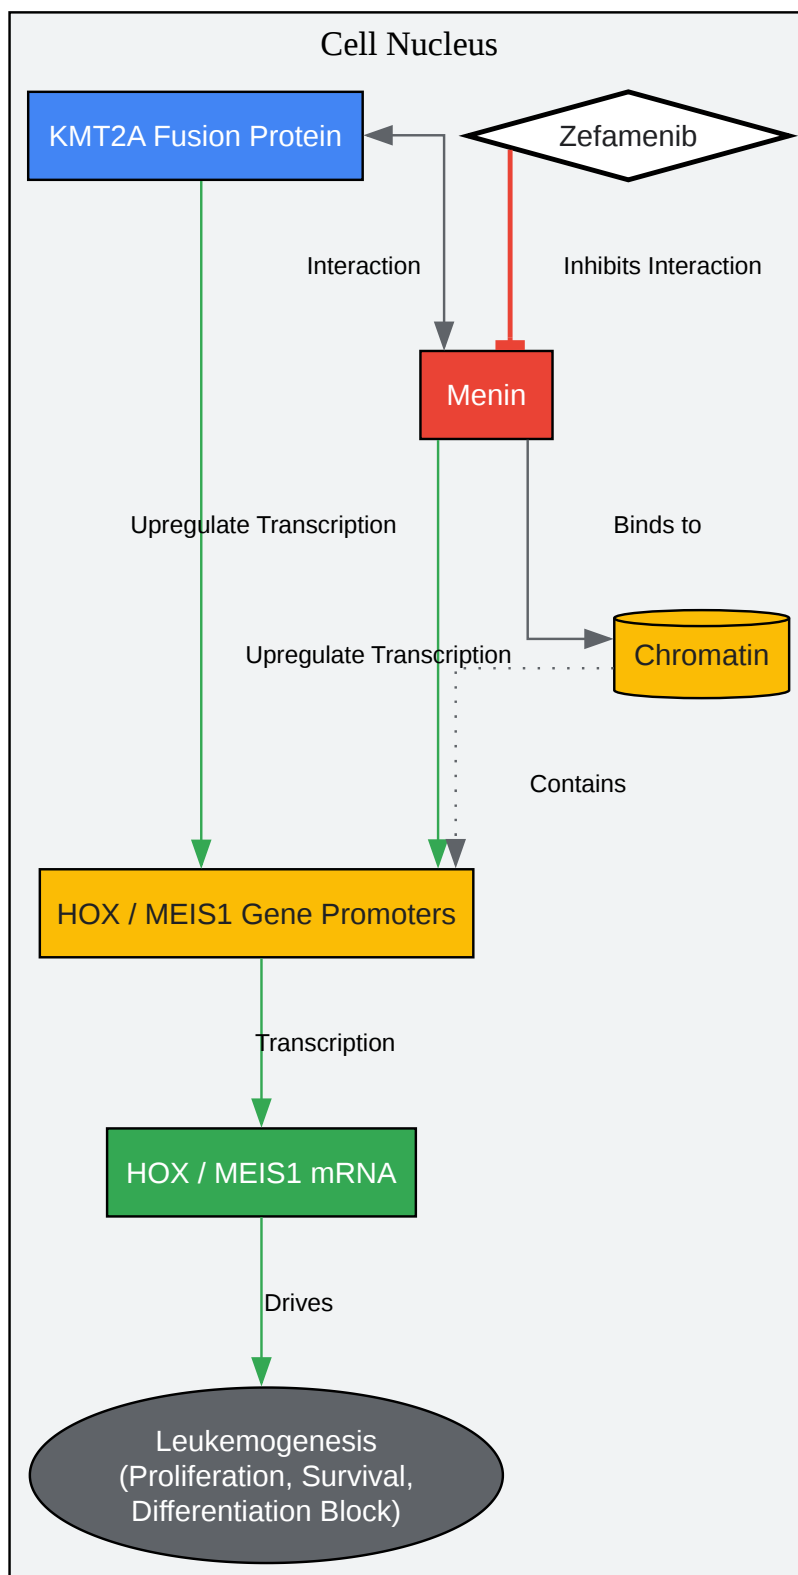 Cell Nucleus
KMT2A Fusion Protein
Zefamenib
Interaction
Inhibits Interaction
Menin
Upregulate Transcription
Binds to
Upregulate Transcription
Chromatin
Contains
HOX / MEIS1 Gene Promoters
Transcription
HOX / MEIS1 mRNA
Drives
Leukemogenesis
(Proliferation, Survival,
Differentiation Block)